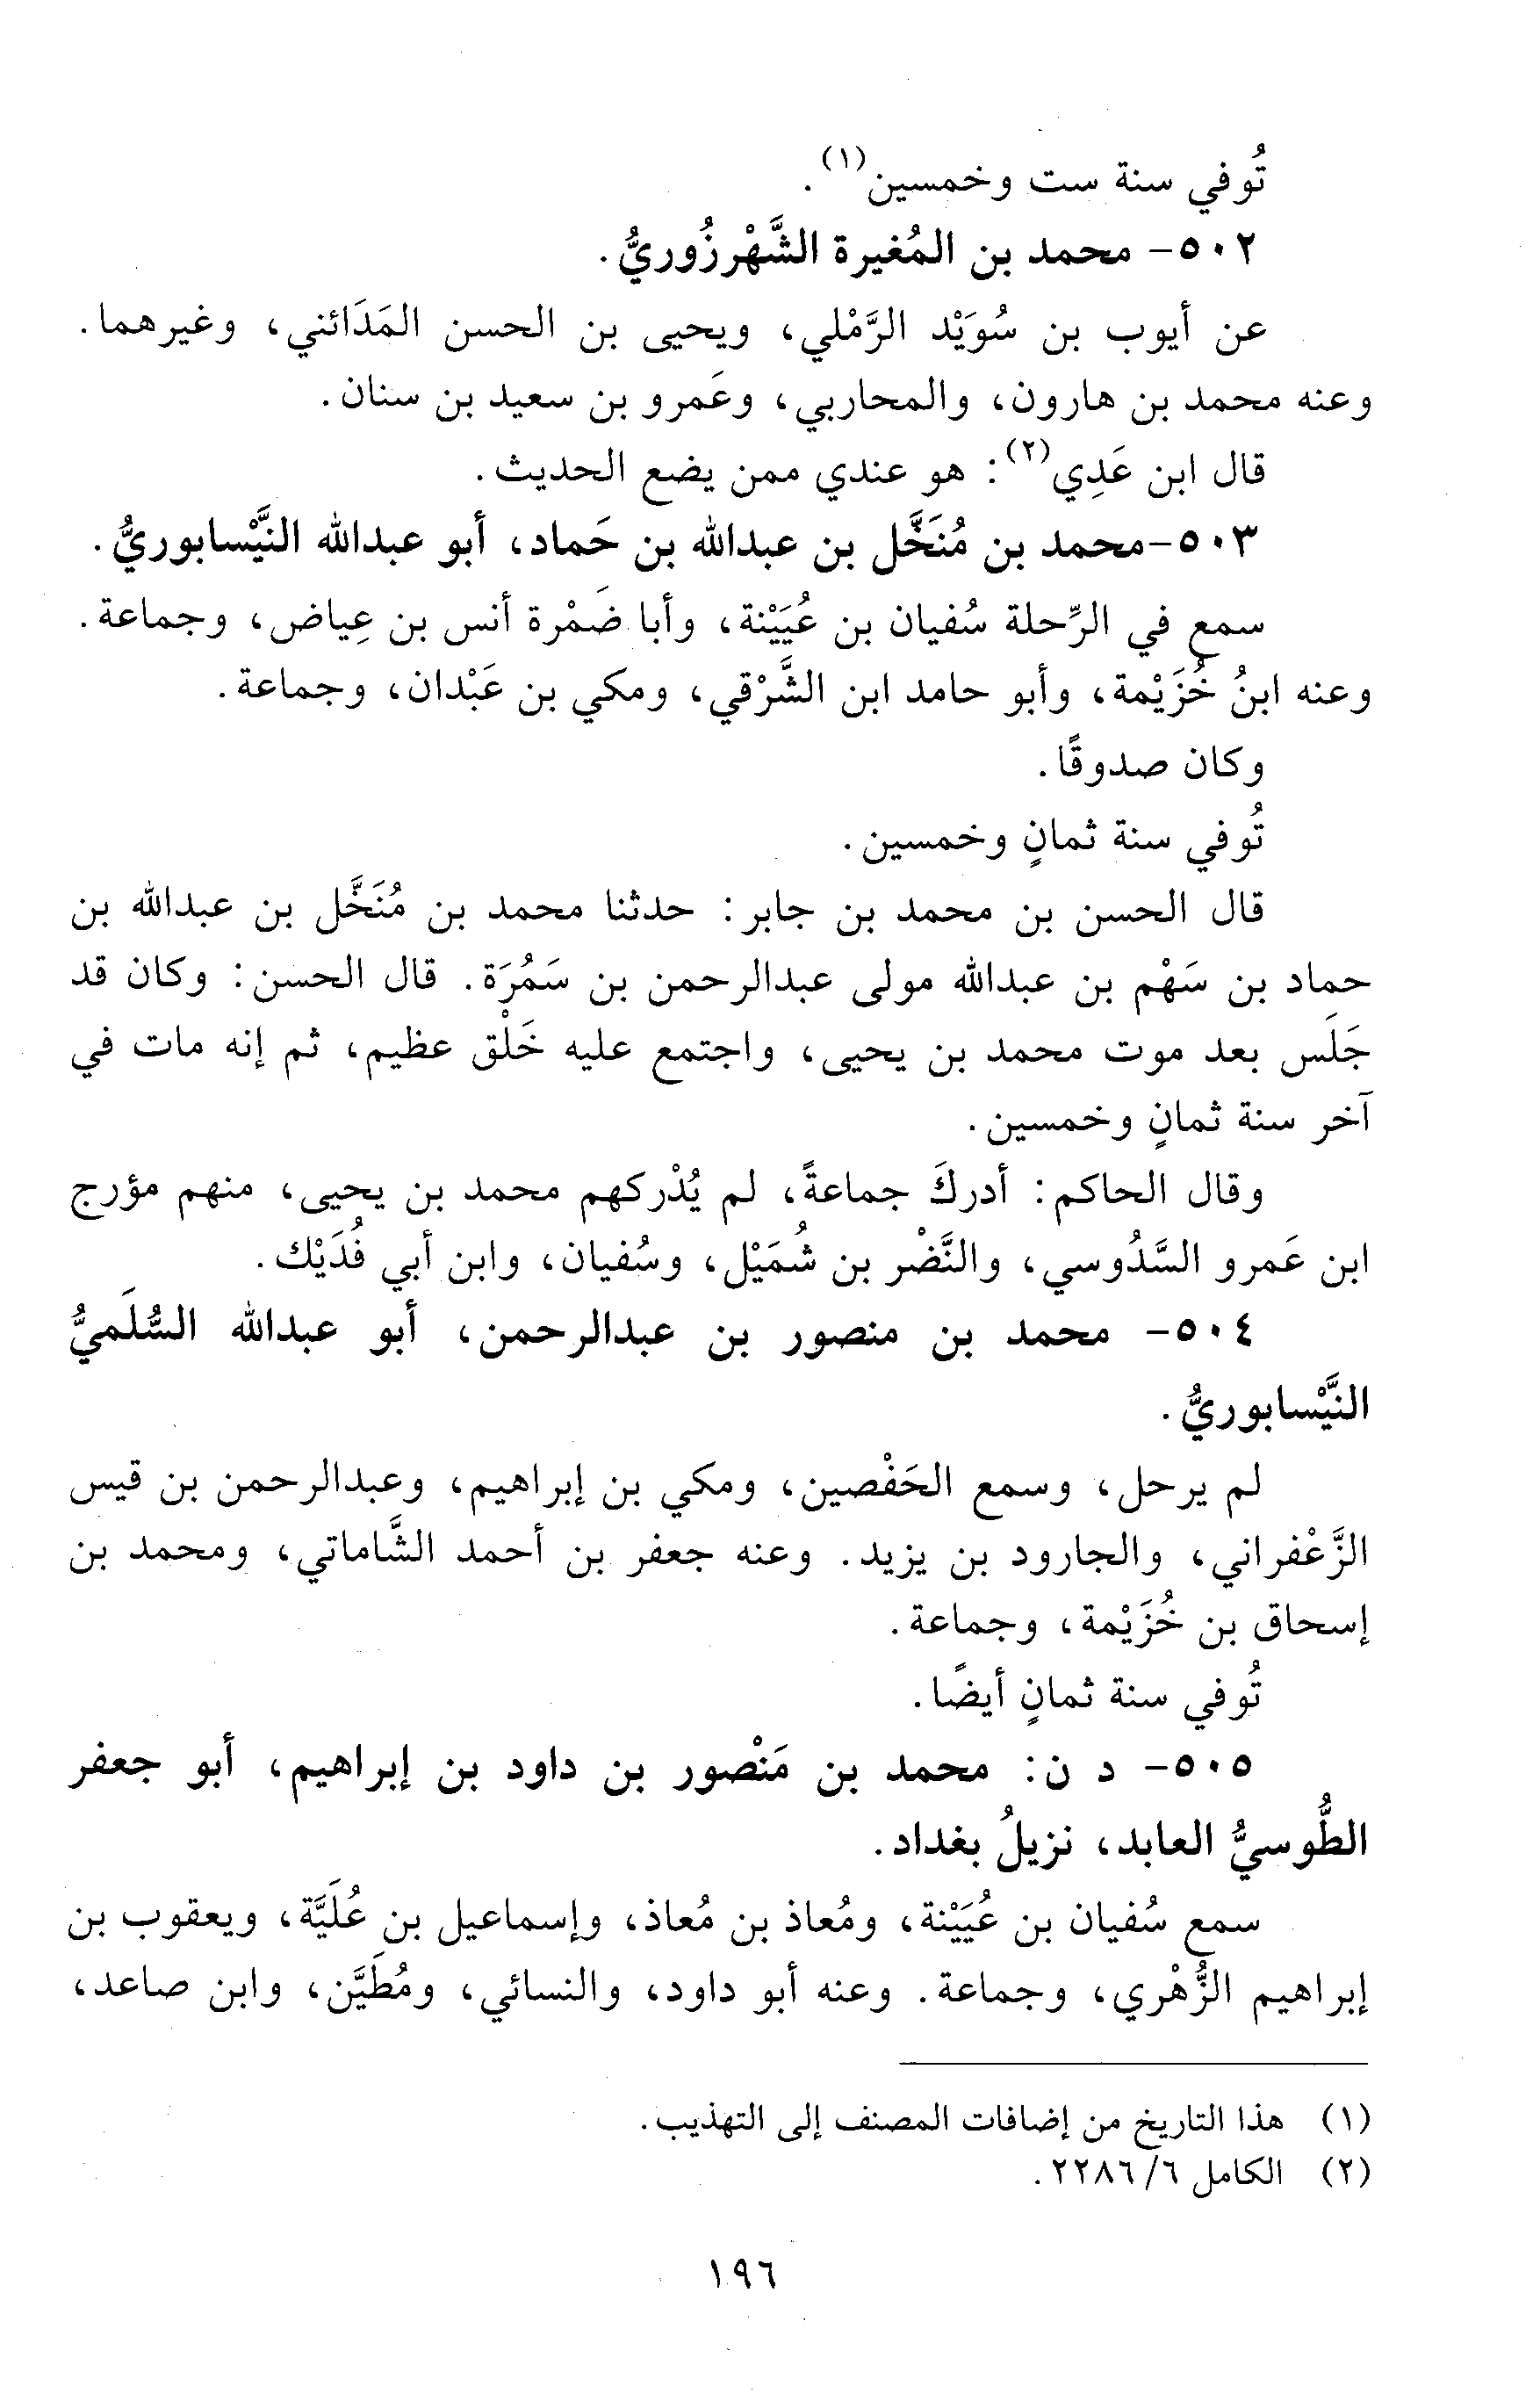 تُوفي سنة ست وخمسين(١).
٥٠٢- محمد بن المُغيرة الشَّهْرزُوريُّ.
عن أيوب بن سُوَيْد الرَّمْلي، ويحيى بن الحسن المَدَائني، وغيرهما.
وعنه محمد بن هارون، والمحاربي، وعَمرو بن سعيد بن سنان.
قال ابن عَدِي(٢): هو عندي ممن يضع الحديث.
٥٠٣-محمد بن مُنَخَّل بن عبدالله بن حَماد، أبو عبدالله النَّيْسابوريُّ.
سمع في الرِّحلة سُفيان بن عُيَيْنة، وأبا ضَمْرة أنس بن عِياض، وجماعة.
وعنه ابنُ خُزَيْمة، وأبو حامد ابن الشَّرْقي، ومكي بن عَبْدان، وجماعة.
وكان صدوقًا.
تُوفي سنة ثمانٍ وخمسين.
قال الحسن بن محمد بن جابر: حدثنا محمد بن مُنَخَّل بن عبدالله بن
حماد بن سَهْم بن عبدالله مولى عبدالرحمن بن سَمُرَة. قال الحسن: وكان قد
جَلَس بعد موت محمد بن يحيى، واجتمع عليه خَلْق عظيم، ثم إنه مات في
آخر سنة ثمانٍ وخمسين.
وقال الحاكم: أدركَ جماعةً، لم يُدْركهم محمد بن يحيى، منهم مؤرج
ابن عَمرو السَّدُوسي، والنَّضْر بن شُمَيْل، وسُفيان، وابن أبي فُدَيْك.
٥٠٤- محمد بن منصور بن عبدالرحمن، أبو عبدالله السُّلَميُّ
النَّيْسابوريُّ.
لم يرحل، وسمع الحَفْصين، ومكي بن إبراهيم، وعبدالرحمن بن قيس
الزَّعْفراني، والجارود بن يزيد. وعنه جعفر بن أحمد الشَّاماتي، ومحمد بن
إسحاق بن خُزَيْمة، وجماعة.
تُوفي سنة ثمانٍ أيضًا.
٥٠٥- د ن: محمد بن مَنْصور بن داود بن إبراهيم، أبو جعفر
الطُّوسيُّ العابد، نزيلُ بغداد.
سمع سُفيان بن عُيَيْنة، ومُعاذ بن مُعاذ، وإسماعيل بن عُلَيَّة، ويعقوب بن
إبراهيم الزُّهْري، وجماعة. وعنه أبو داود، والنسائي، ومُطَيَّن، وابن صاعد،
(١) هذا التاريخ من إضافات المصنف إلى التهذيب.
(٢) الكامل ٦/ ٢٢٨٦.
١٩٦